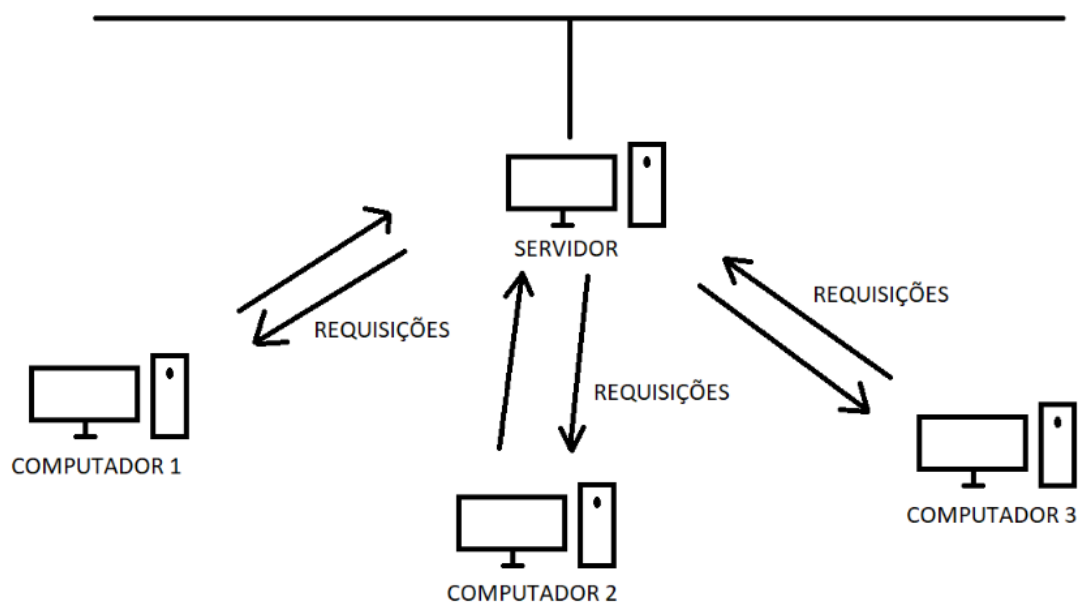 SERVIDOR
REQUISIÇÕES
REQUISIÇÕES
REQUISIÇÕES
COMPUTADOR 1
COMPUTADOR 3
COMPUTADOR 2